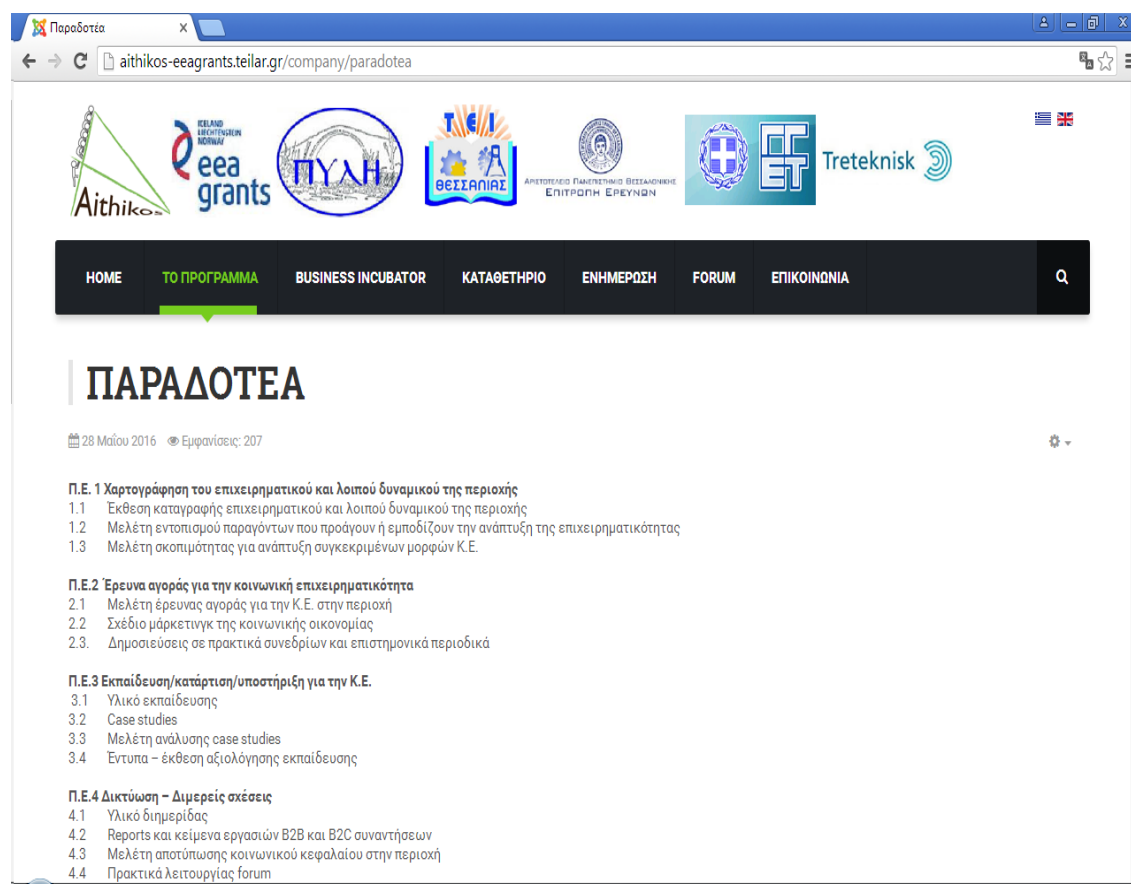 Παραδοτέα
aithikos-eeagrants.teilar.gr/company/paradotea
Aithikos
ICELAND
LIECHTENSTEIN
NORWAY
eea
grants
ΠΥΛΗ
Τ.Ε.Ι.
ΘΕΣΣΑΛΙΑΣ
ΑΡΙΣΤΟΤΕΛΕΙΟ ΠΑΝΕΠΙΣΤΗΜΙΟ ΘΕΣΣΑΛΟΝΙΚΗΣ
ΕΠΙΤΡΟΠΗ ΕΡΕΥΝΩΝ
Treteknisk
HOME ΤΟ ΠΡΟΓΡΑΜΜΑ BUSINESS INCUBATOR ΚΑΤΑΘΕΤΗΡΙΟ ΕΝΗΜΕΡΩΣΗ FORUM ΕΠΙΚΟΙΝΩΝΙΑ
ΠΑΡΑΔΟΤΕΑ
28 Μαΐου 2016 Εμφανίσεις: 207
Π.Ε. 1 Χαρτογράφηση του επιχειρηματικού και λοιπού δυναμικού της περιοχής
1.1 Έκθεση καταγραφής επιχειρηματικού και λοιπού δυναμικού της περιοχής
1.2 Μελέτη εντοπισμού παραγόντων που προάγουν ή εμποδίζουν την ανάπτυξη της επιχειρηματικότητας
1.3 Μελέτη σκοπιμότητας για ανάπτυξη συγκεκριμένων μορφών Κ.Ε.
Π.Ε.2 Έρευνα αγοράς για την κοινωνική επιχειρηματικότητα
2.1 Μελέτη έρευνας αγοράς για την Κ.Ε. στην περιοχή
2.2 Σχέδιο μάρκετινγκ της κοινωνικής οικονομίας
2.3. Δημοσιεύσεις σε πρακτικά συνεδρίων και επιστημονικά περιοδικά
Π.Ε.3 Εκπαίδευση/κατάρτιση/υποστήριξη για την Κ.Ε.
3.1 Υλικό εκπαίδευσης
3.2 Case studies
3.3 Μελέτη ανάλυσης case studies
3.4 Έντυπα – έκθεση αξιολόγησης εκπαίδευσης
Π.Ε.4 Δικτύωση – Διμερείς σχέσεις
4.1 Υλικό διημερίδας
4.2 Reports και κείμενα εργασιών B2B και B2C συναντήσεων
4.3 Μελέτη αποτύπωσης κοινωνικού κεφαλαίου στην περιοχή
4.4 Πρακτικά λειτουργίας forum